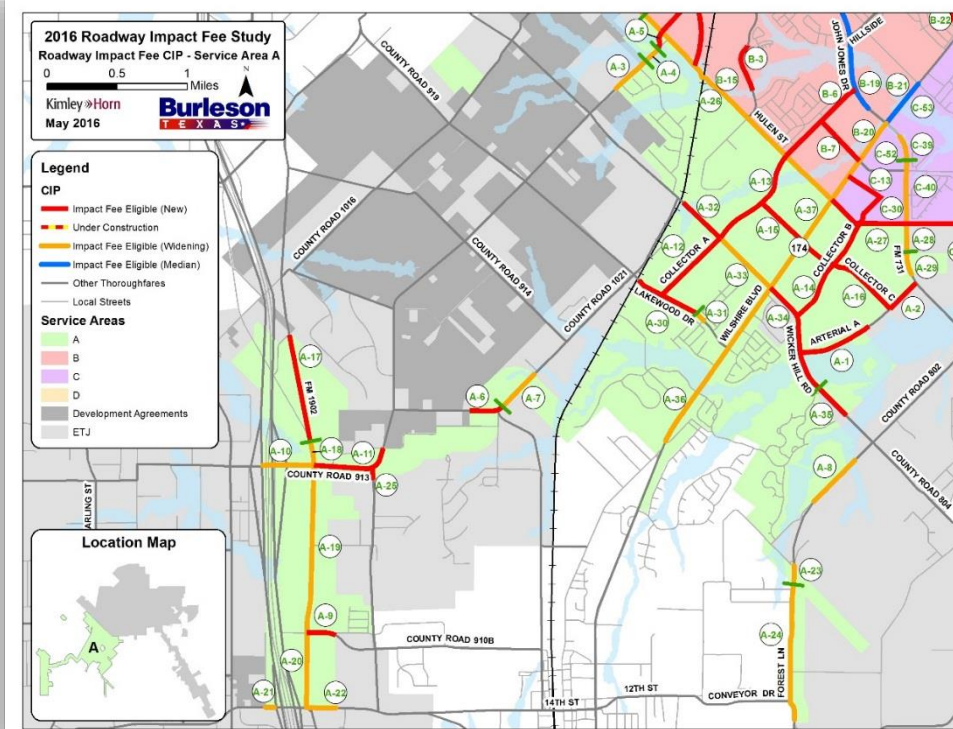 2016 Roadway Impact Fee Study
Roadway Impact Fee CIP - Service Area A
0 0.5 1
Miles
Kimley»Horn
May 2016
Burleson
TEXAS
Legend
CIP
Impact Fee Eligible (New)
Under Construction
Impact Fee Eligible (Widening)
Impact Fee Eligible (Median)
Other Thoroughfares
Local Streets
Service Areas
A
B
C
D
Development Agreements
ETJ
Location Map
A
COUNTY ROAD 919
COUNTY ROAD 1016
COUNTY ROAD 914
COUNTY ROAD 1021
A-5
A-3
A-4
B-15
B-3
A-26
HULEN ST
JOHN JONES DR
HILLSIDE
B-22
B-6
B-19
B-21
C-53
B-20
B-7
C-52
C-39
C-13
C-40
C-30
A-13
A-32
A-37
A-15
174
A-12
COLLECTOR A
A-33
COLLECTOR B
A-27
FM 731
A-28
A-29
COLLECTOR C
A-14
A-16
A-2
LAKEWOOD DR
A-30
A-31
WILSHIRE BLVD
A-34
WICKER HILL RD
ARTERIAL A
A-1
A-35
A-36
COUNTY ROAD 802
COUNTY ROAD 804
A-8
A-17
FM 1902
A-6
A-7
A-10
A-18
A-11
COUNTY ROAD 913
A-25
ARLING ST
A-19
A-9
COUNTY ROAD 910B
A-20
A-21
A-22
14TH ST
12TH ST
CONVEYOR DR
A-23
A-24
FOREST LN